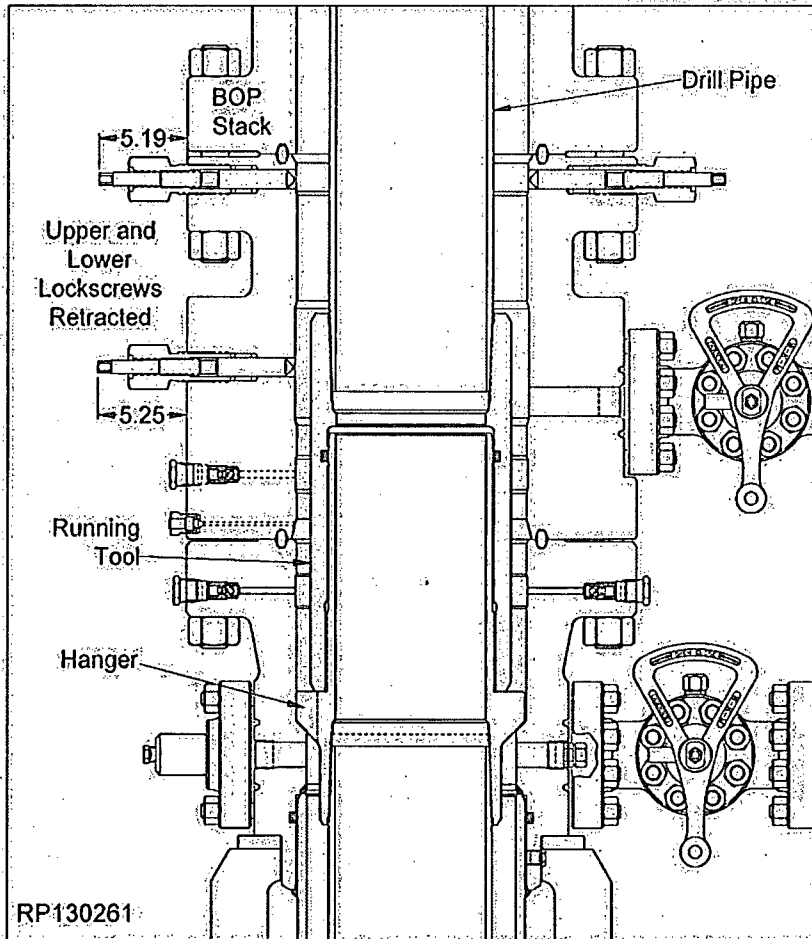 BOP
Stack
Drill Pipe
5.19
Upper and
Lower
Lockscrews
Retracted
5.25
Running
Tool
Hanger
RP130261